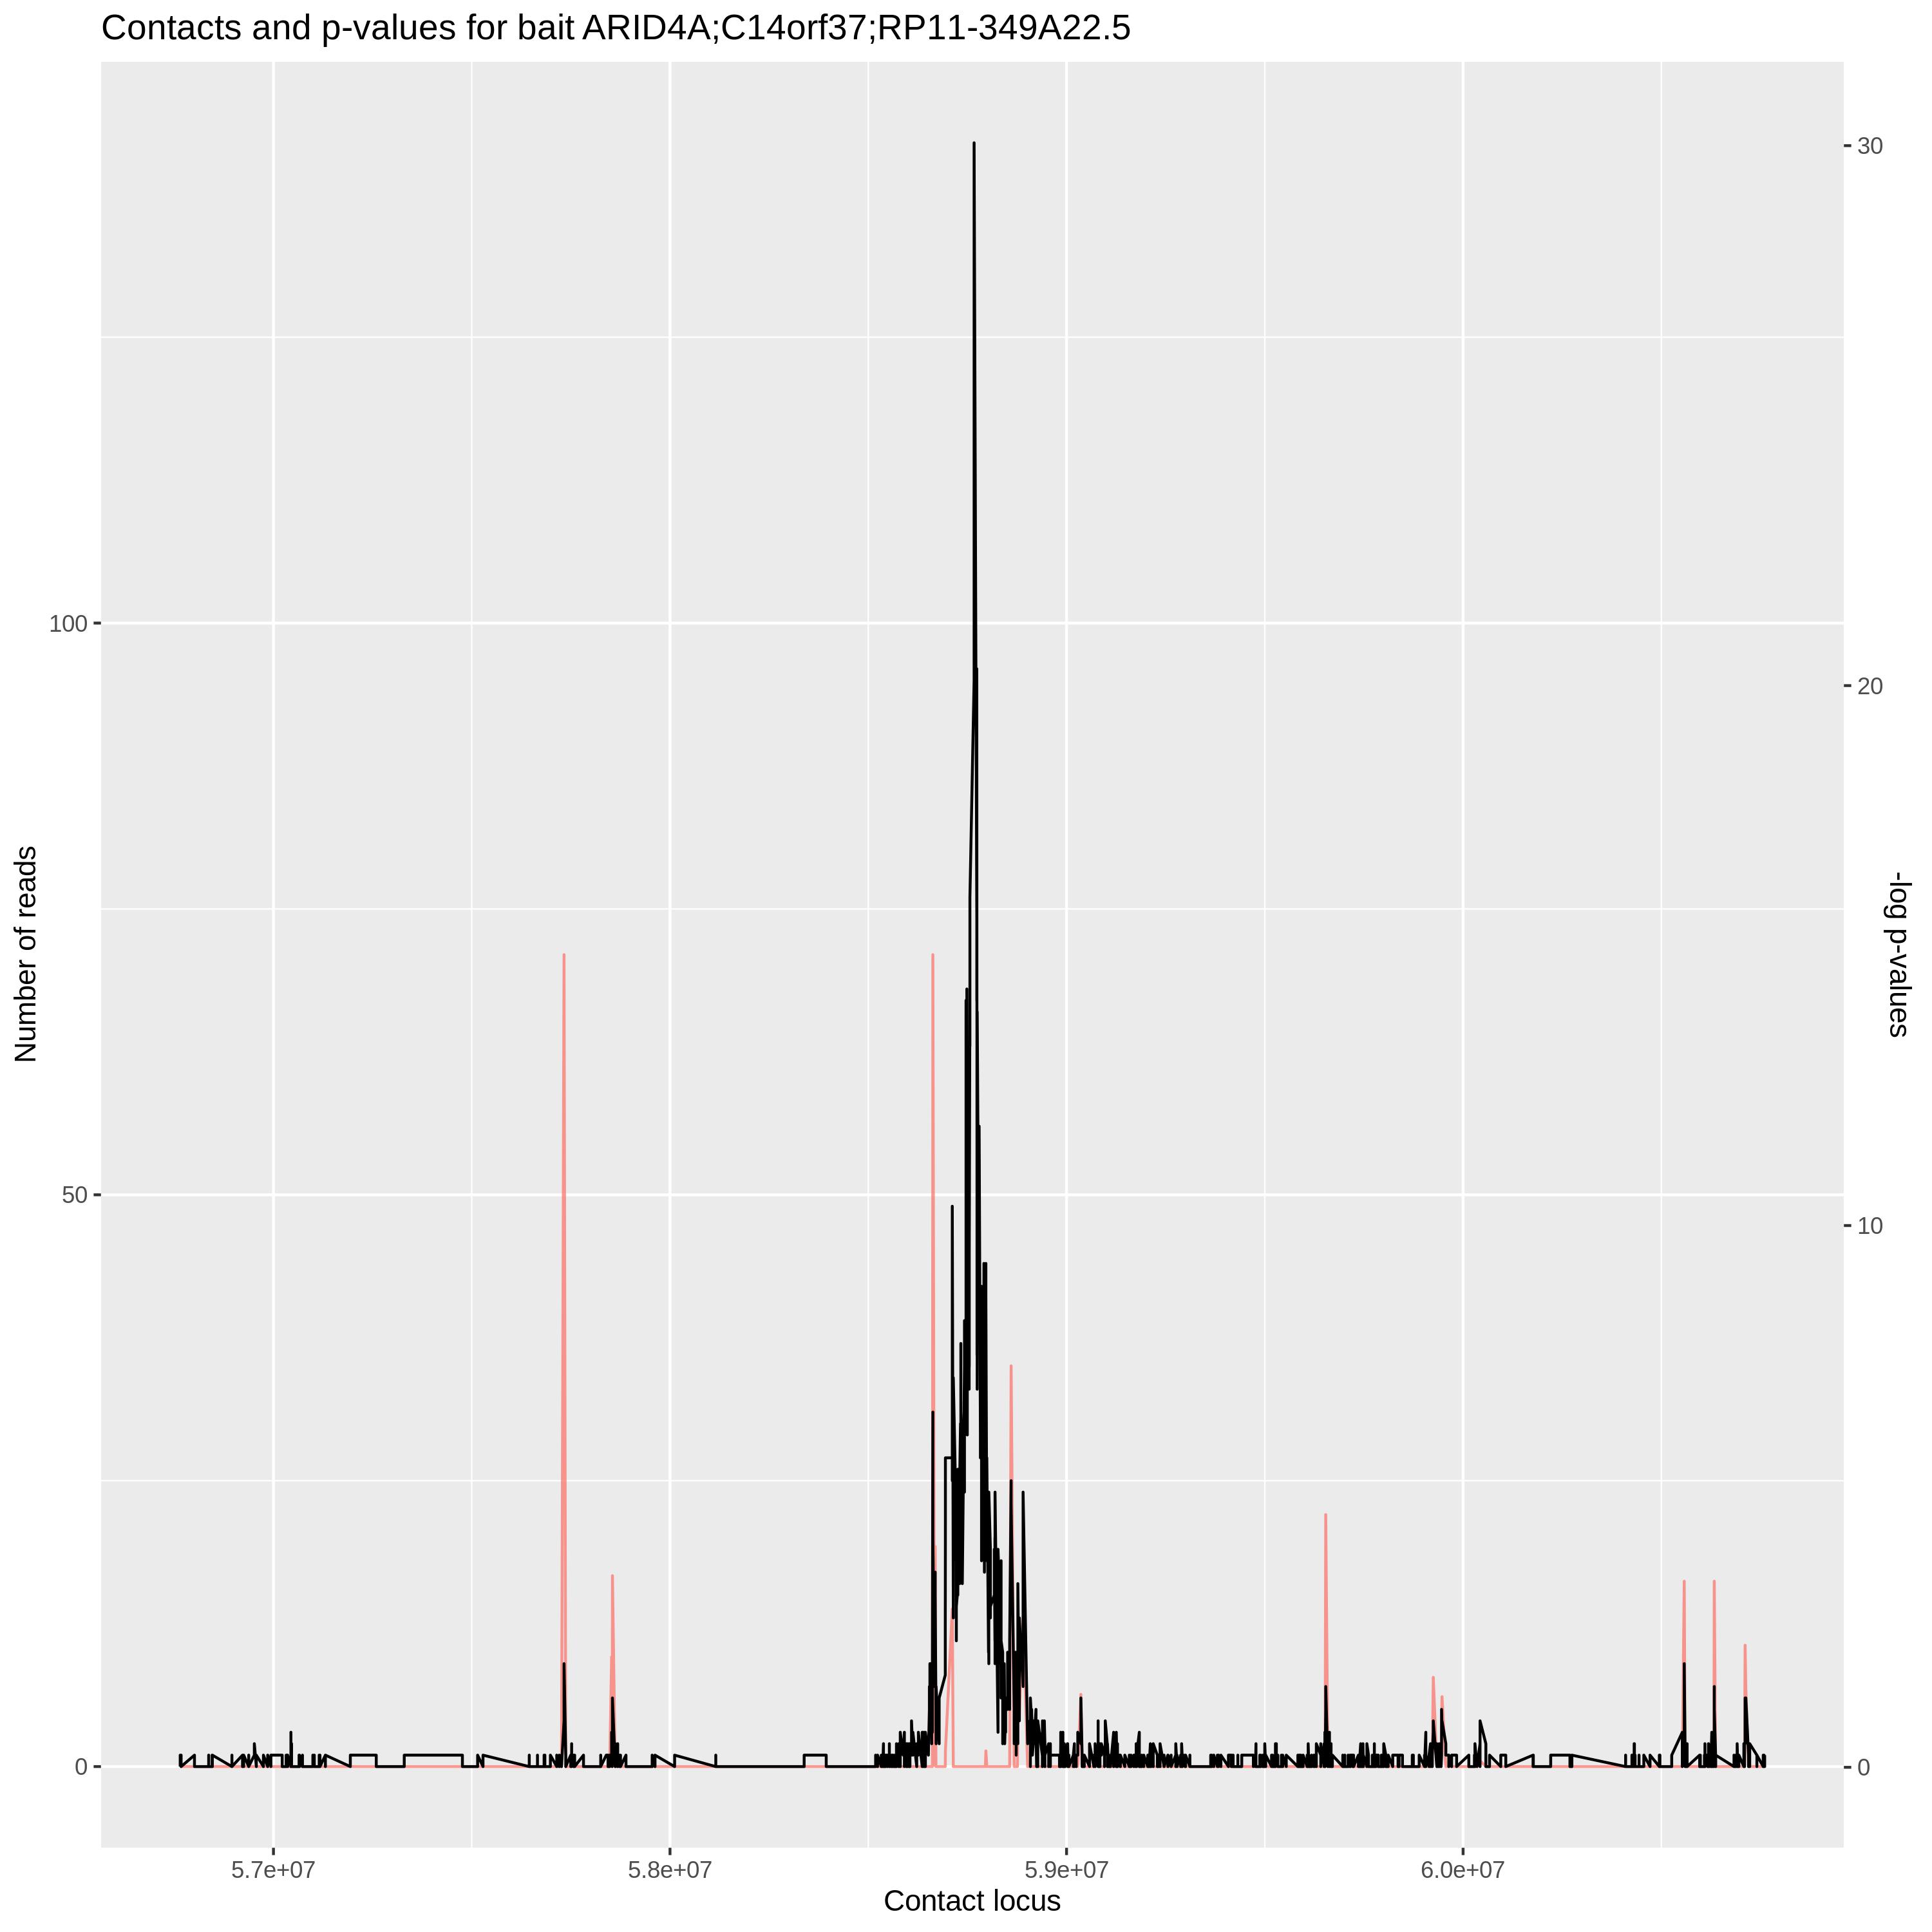 Contacts and p-values for bait ARID4A;C14orf37;RP11-349A22.5
Number of reads
100
50
0
30
20
10
0
-log p-values
5.7e+07 5.8e+07 5.9e+07 6.0e+07
Contact locus